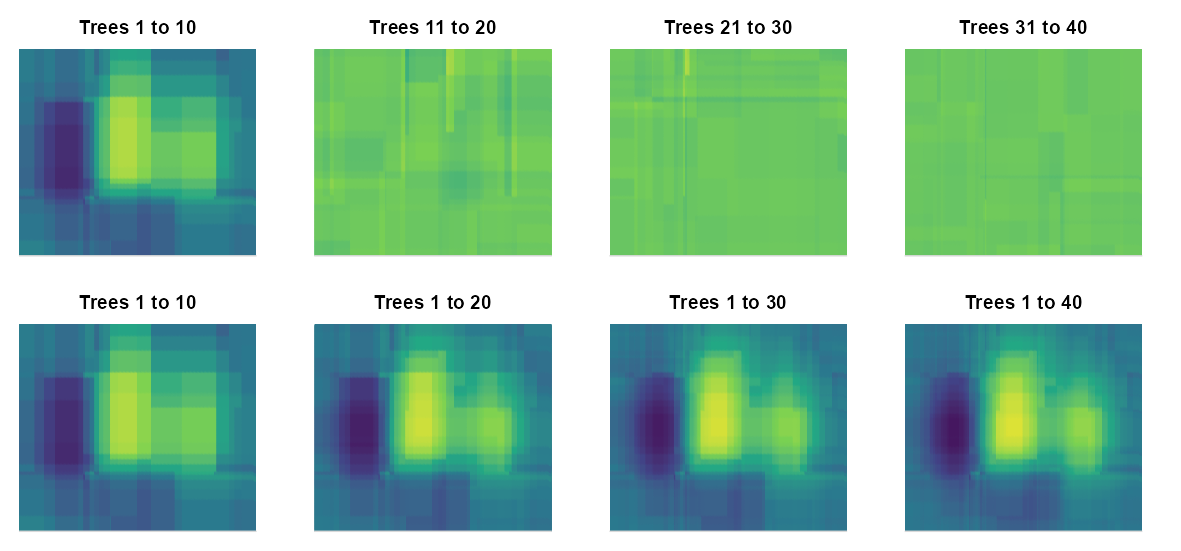 Trees 1 to 10
Trees 11 to 20
Trees 21 to 30
Trees 31 to 40
Trees 1 to 10
Trees 1 to 20
Trees 1 to 30
Trees 1 to 40